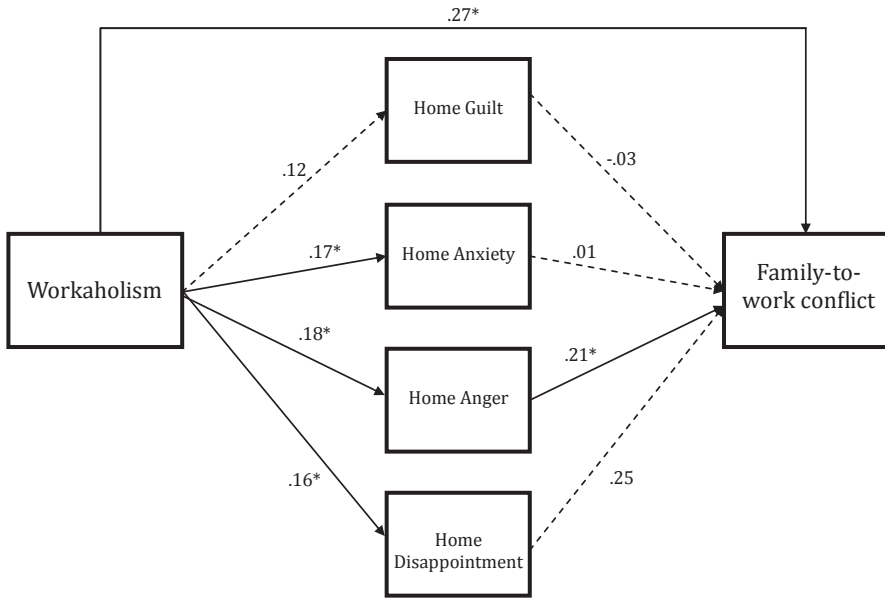 .27*
Home Guilt
.12
-.03
Home Anxiety
.17*
.01
Workaholism
Family-to-
work conflict
.18*
Home Anger
.21*
.16*
.25
Home
Disappointment